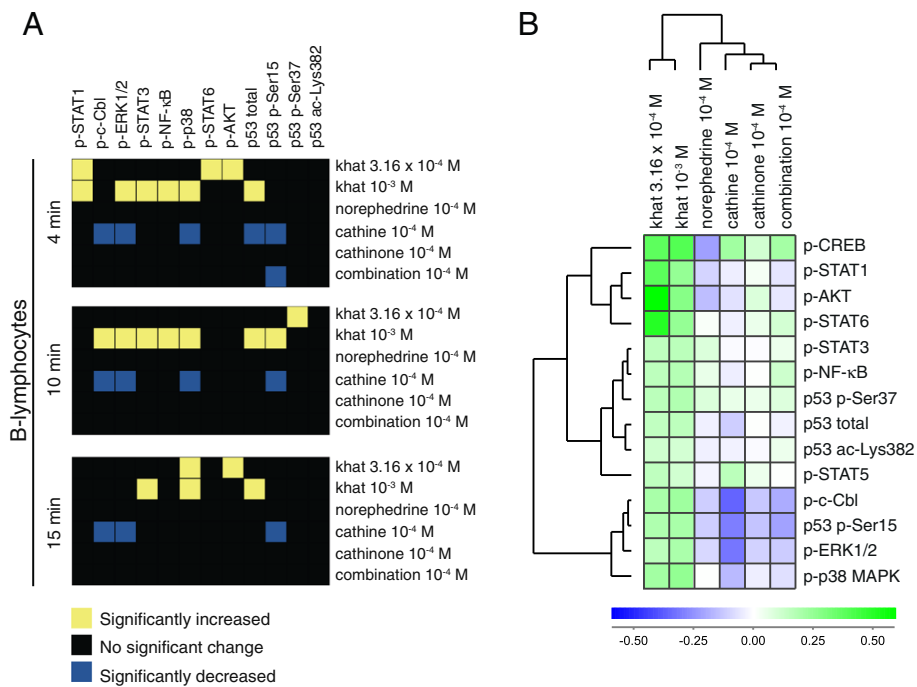 A
p-STAT1
p-c-Cbl
p-ERK1/2
p-STAT3
p-NF-κB
p-p38
p-STAT6
p-AKT
p53 total
p53 p-Ser15
p53 p-Ser37
p53 ac-Lys382
B-lymphocytes
4 min
khat 3.16 x 10⁻⁴ M
khat 10⁻³ M
norephedrine 10⁻⁴ M
cathine 10⁻⁴ M
cathinone 10⁻⁴ M
combination 10⁻⁴ M
10 min
khat 3.16 x 10⁻⁴ M
khat 10⁻³ M
norephedrine 10⁻⁴ M
cathine 10⁻⁴ M
cathinone 10⁻⁴ M
combination 10⁻⁴ M
15 min
khat 3.16 x 10⁻⁴ M
khat 10⁻³ M
norephedrine 10⁻⁴ M
cathine 10⁻⁴ M
cathinone 10⁻⁴ M
combination 10⁻⁴ M
Significantly increased
No significant change
Significantly decreased
B
khat 3.16 x 10⁻⁴ M
khat 10⁻³ M
norephedrine 10⁻⁴ M
cathine 10⁻⁴ M
cathinone 10⁻⁴ M
combination 10⁻⁴ M
p-CREB
p-STAT1
p-AKT
p-STAT6
p-STAT3
p-NF-κB
p53 p-Ser37
p53 total
p53 ac-Lys382
p-STAT5
p-c-Cbl
p53 p-Ser15
p-ERK1/2
p-p38 MAPK
-0.50 -0.25 0.00 0.25 0.50